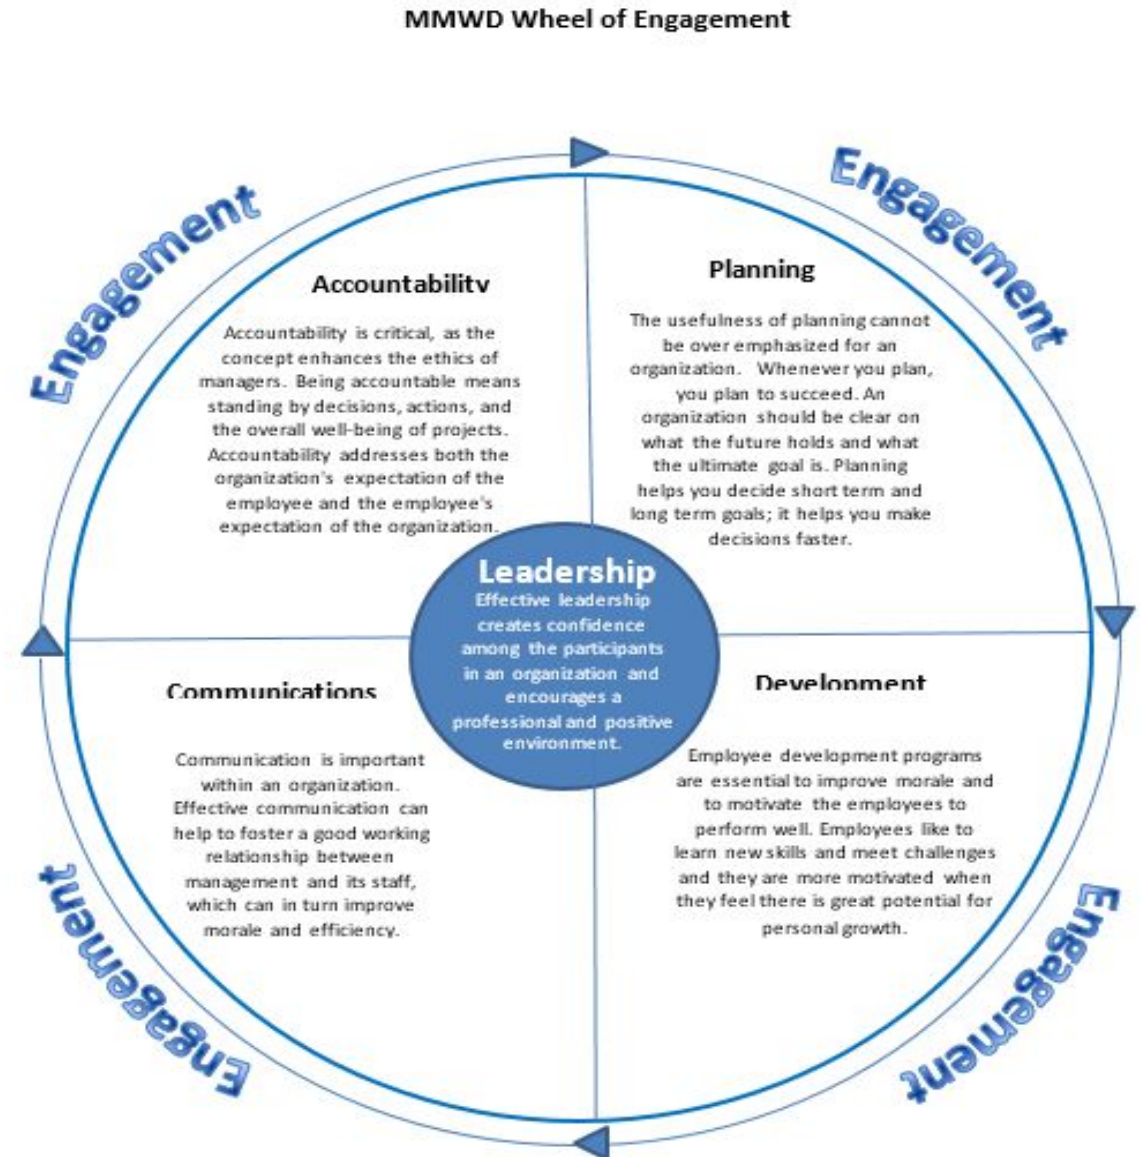 MMWD Wheel of Engagement
Engagement
Engagement
Accountability
Accountability is critical, as the
concept enhances the ethics of
managers. Being accountable means
standing by decisions, actions, and
the overall well-being of projects.
Accountability addresses both the
organization's expectation of the
employee and the employee's
expectation of the organization.
Planning
The usefulness of planning cannot
be over emphasized for an
organization. Whenever you plan,
you plan to succeed. An
organization should be clear on
what the future holds and what
the ultimate goal is. Planning
helps you decide short term and
long term goals; it helps you make
decisions faster.
Leadership
Effective leadership
creates confidence
among the participants
in an organization and
encourages a
professional and positive
environment.
Communications
Communication is important
within an organization.
Effective communication can
help to foster a good working
relationship between
management and its staff,
which can in turn improve
morale and efficiency.
Development
Employee development programs
are essential to improve morale and
to motivate the employees to
perform well. Employees like to
learn new skills and meet challenges
and they are more motivated when
they feel there is great potential for
personal growth.
Engagement
Engagement